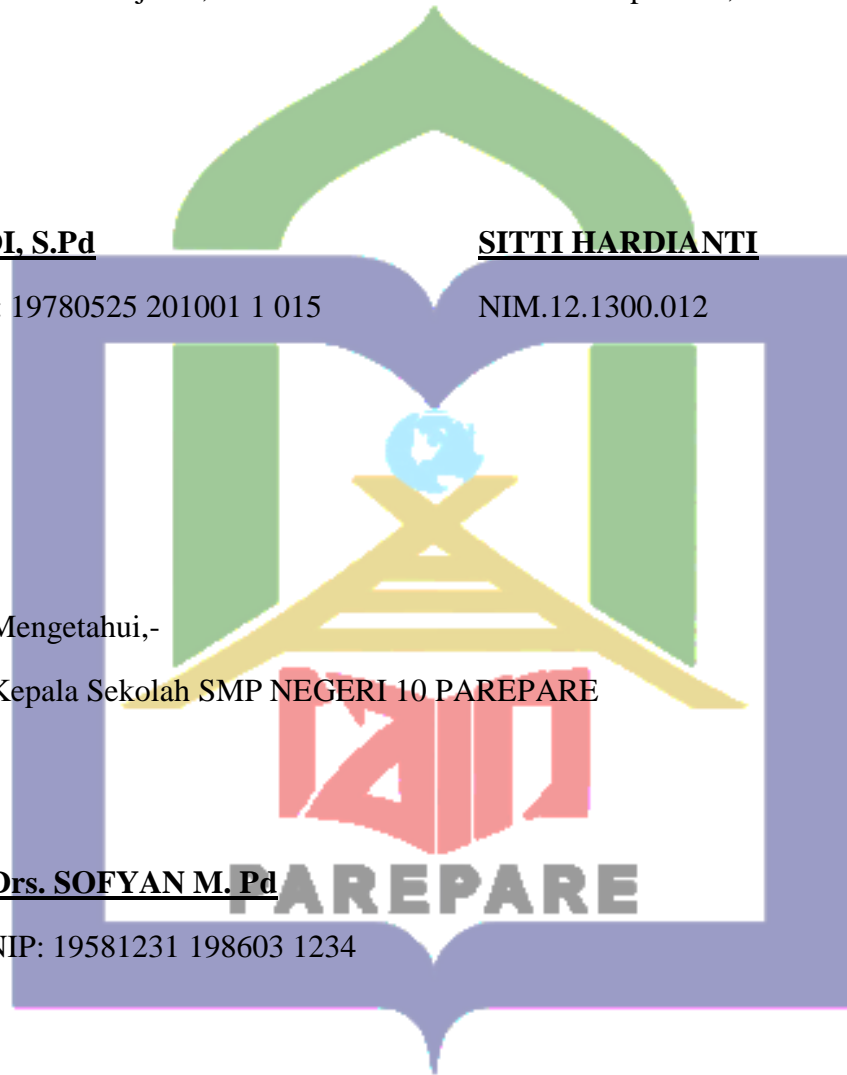 I, S.Pd SITTI HARDIANTI
: 19780525 201001 1 015 NIM.12.1300.012
Mengetahui,-
Kepala Sekolah SMP NEGERI 10 PAREPARE
Drs. SOFYAN M. Pd
NIP: 19581231 198603 1234
IAIN
PAREPARE